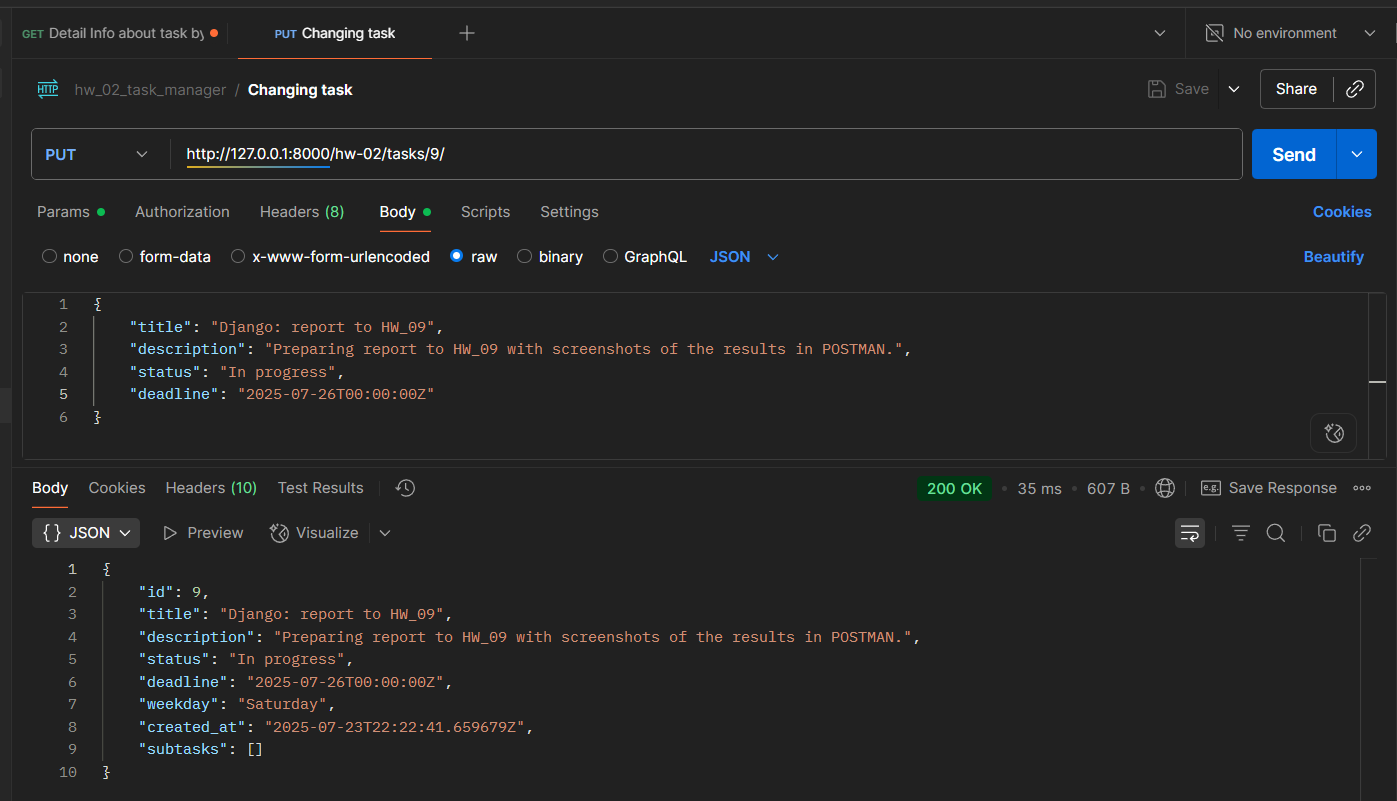 GET Detail Info about task by
PUT Changing task
No environment
HTTP hw_02_task_manager / Changing task
Save
Share
PUT
http://127.0.0.1:8000/hw-02/tasks/9/
Send
Params
Authorization
Headers (8)
Body
Scripts
Settings
Cookies
none
form-data
x-www-form-urlencoded
raw
binary
GraphQL
JSON
Beautify
1 {
2 "title": "Django: report to HW_09",
3 "description": "Preparing report to HW_09 with screenshots of the results in POSTMAN.",
4 "status": "In progress",
5 "deadline": "2025-07-26T00:00:00Z"
6 }
Body
Cookies
Headers (10)
Test Results
200 OK • 35 ms • 607 B •
e.g. Save Response
{} JSON
Preview
Visualize
1 {
2 "id": 9,
3 "title": "Django: report to HW_09",
4 "description": "Preparing report to HW_09 with screenshots of the results in POSTMAN.",
5 "status": "In progress",
6 "deadline": "2025-07-26T00:00:00Z",
7 "weekday": "Saturday",
8 "created_at": "2025-07-23T22:22:41.659679Z",
9 "subtasks": []
10 }